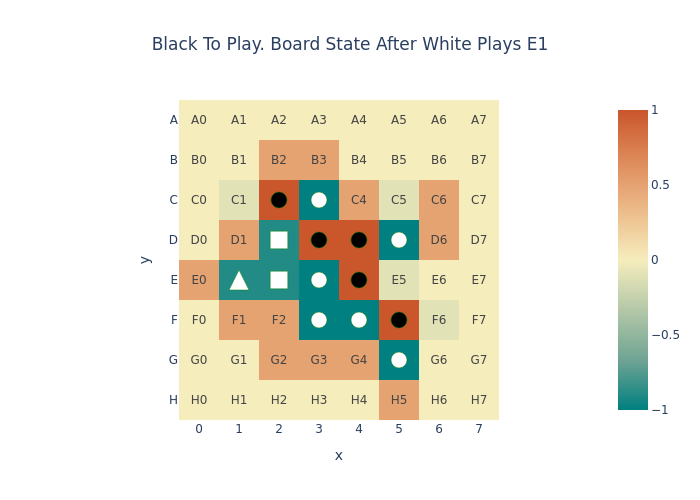 Black To Play. Board State After White Plays E1
A A0 A1 A2 A3 A4 A5 A6 A7
B B0 B1 B2 B3 B4 B5 B6 B7
C C0 C1 C4 C5 C6 C7
D D0 D1 D6 D7
E E0 E5 E6 E7
F F0 F1 F2 F6 F7
G G0 G1 G2 G3 G4 G6 G7
H H0 H1 H2 H3 H4 H5 H6 H7
0 1 2 3 4 5 6 7
x
y
1
0.5
0
−0.5
−1